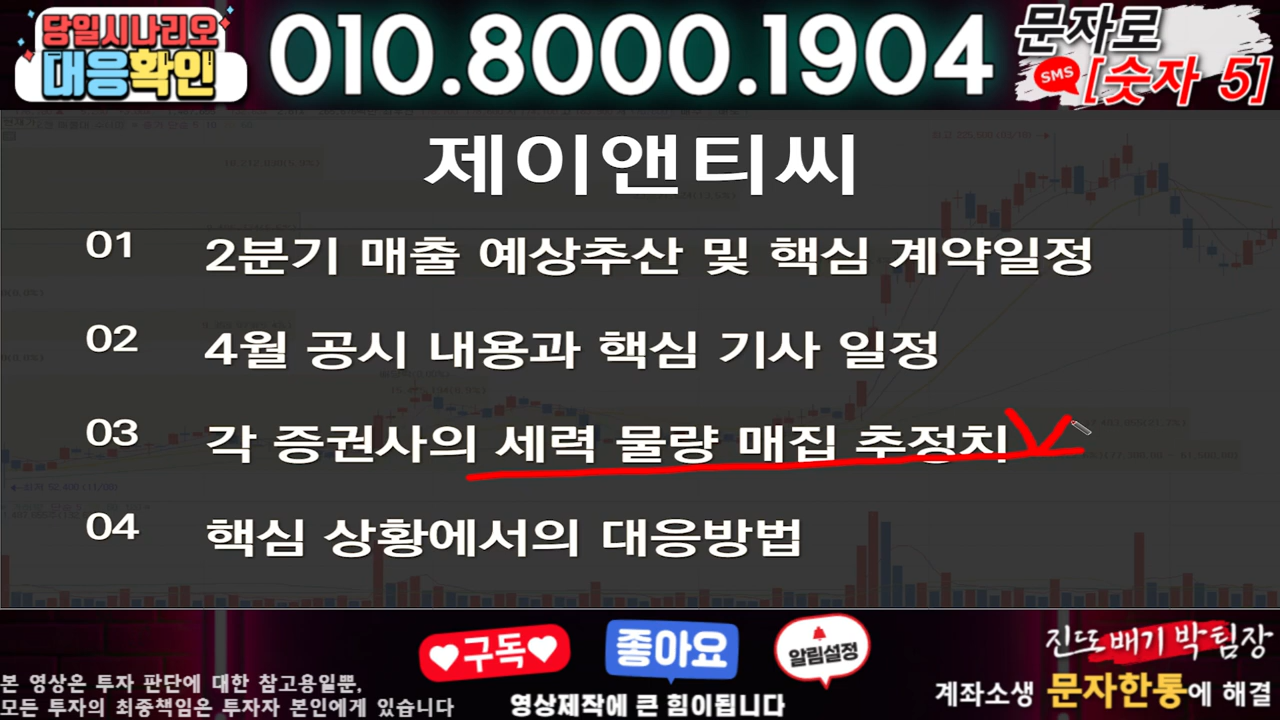 당일시나리오
대응확인
010.8000.1904
문자로
SMS [숫자 5]
제이앤티씨
01 2분기 매출 예상추산 및 핵심 계약일정
02 4월 공시 내용과 핵심 기사 일정
03 각 증권사의 세력 물량 매집 추정치
04 핵심 상황에서의 대응방법
구독
좋아요
알림설정
영상제작에 큰 힘이됩니다
본 영상은 투자 판단에 대한 참고용일뿐,
모든 투자의 최종책임은 투자자 본인에게 있습니다
진또배기 박팀장
계좌소생 문자한통에 해결